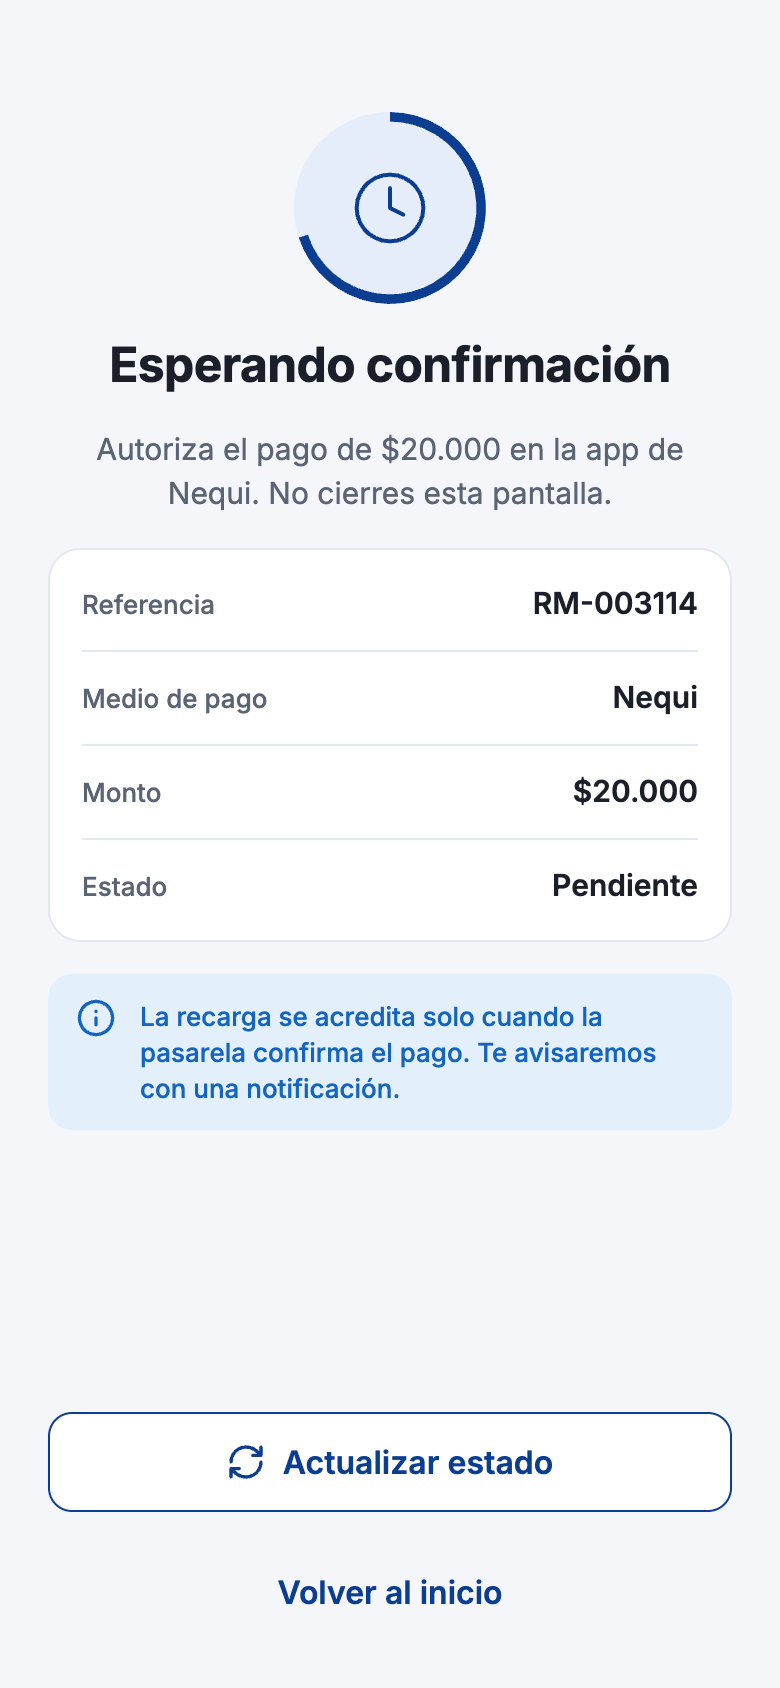 Esperando confirmación
Autoriza el pago de $20.000 en la app de
Nequi. No cierres esta pantalla.
Referencia RM-003114
Medio de pago Nequi
Monto $20.000
Estado Pendiente
La recarga se acredita solo cuando la
pasarela confirma el pago. Te avisaremos
con una notificación.
Actualizar estado
Volver al inicio